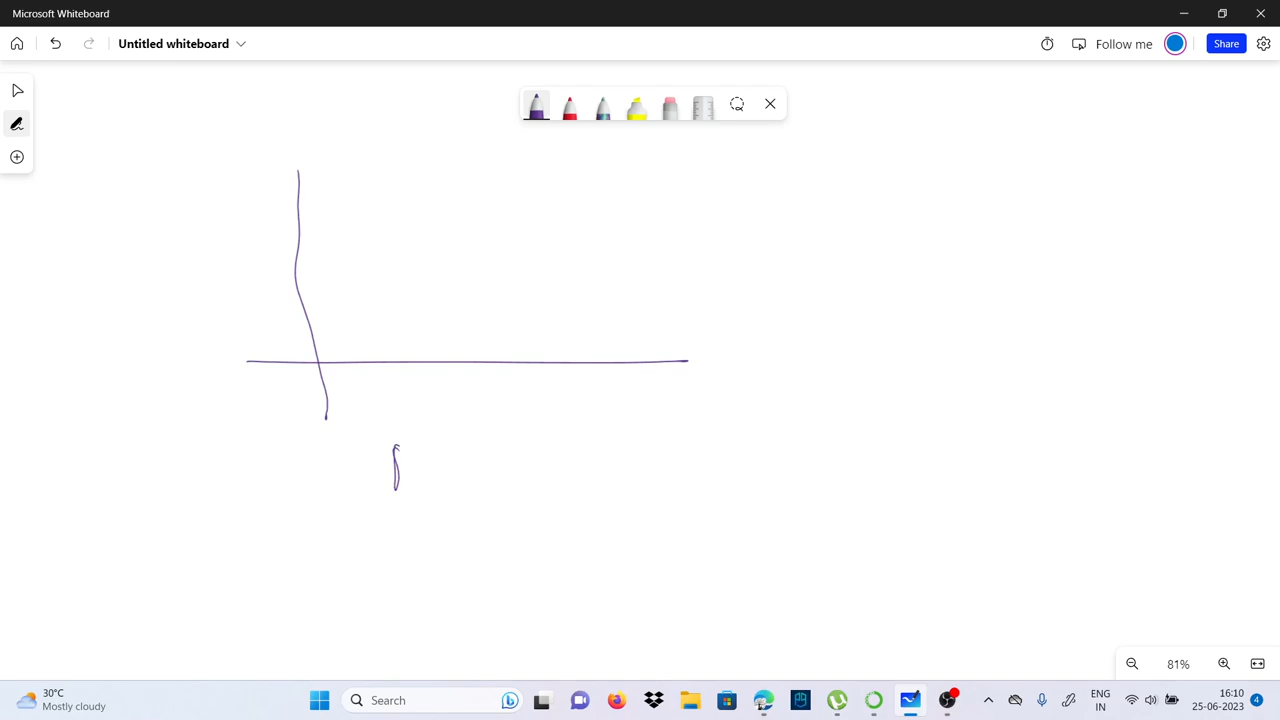 Microsoft Whiteboard
Untitled whiteboard
Follow me
Share
81%
30°C
Mostly cloudy
Search
ENG
IN
16:10
25-06-2023
4